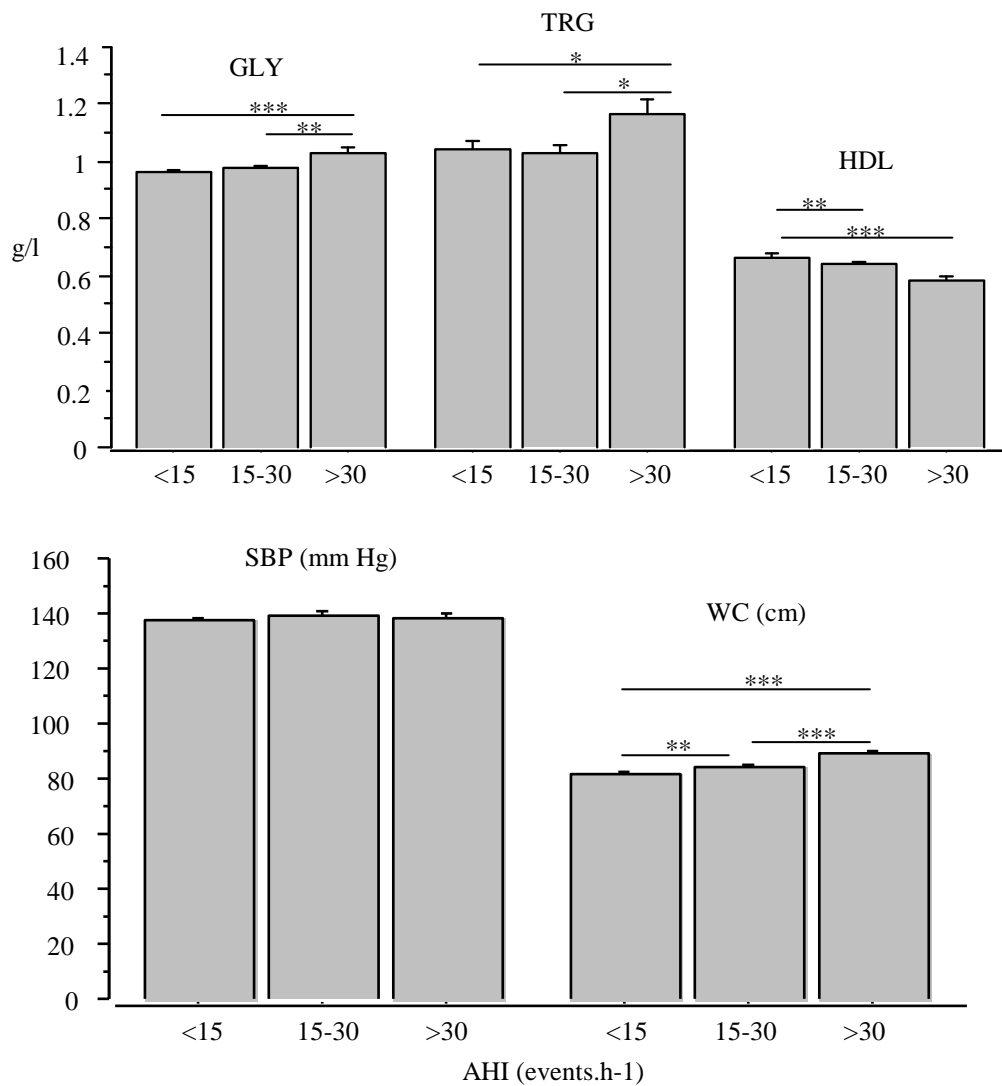 TRG
1.4
GLY
*
1.2
***
*
**
1
HDL
0.8
**
g/l
***
0.6
0.4
0.2
0
<15 15-30 >30 <15 15-30 >30 <15 15-30 >30
160
SBP (mm Hg)
140
WC (cm)
120
***
100
** ***
80
60
40
20
0
<15 15-30 >30 <15 15-30 >30
AHI (events.h-1)